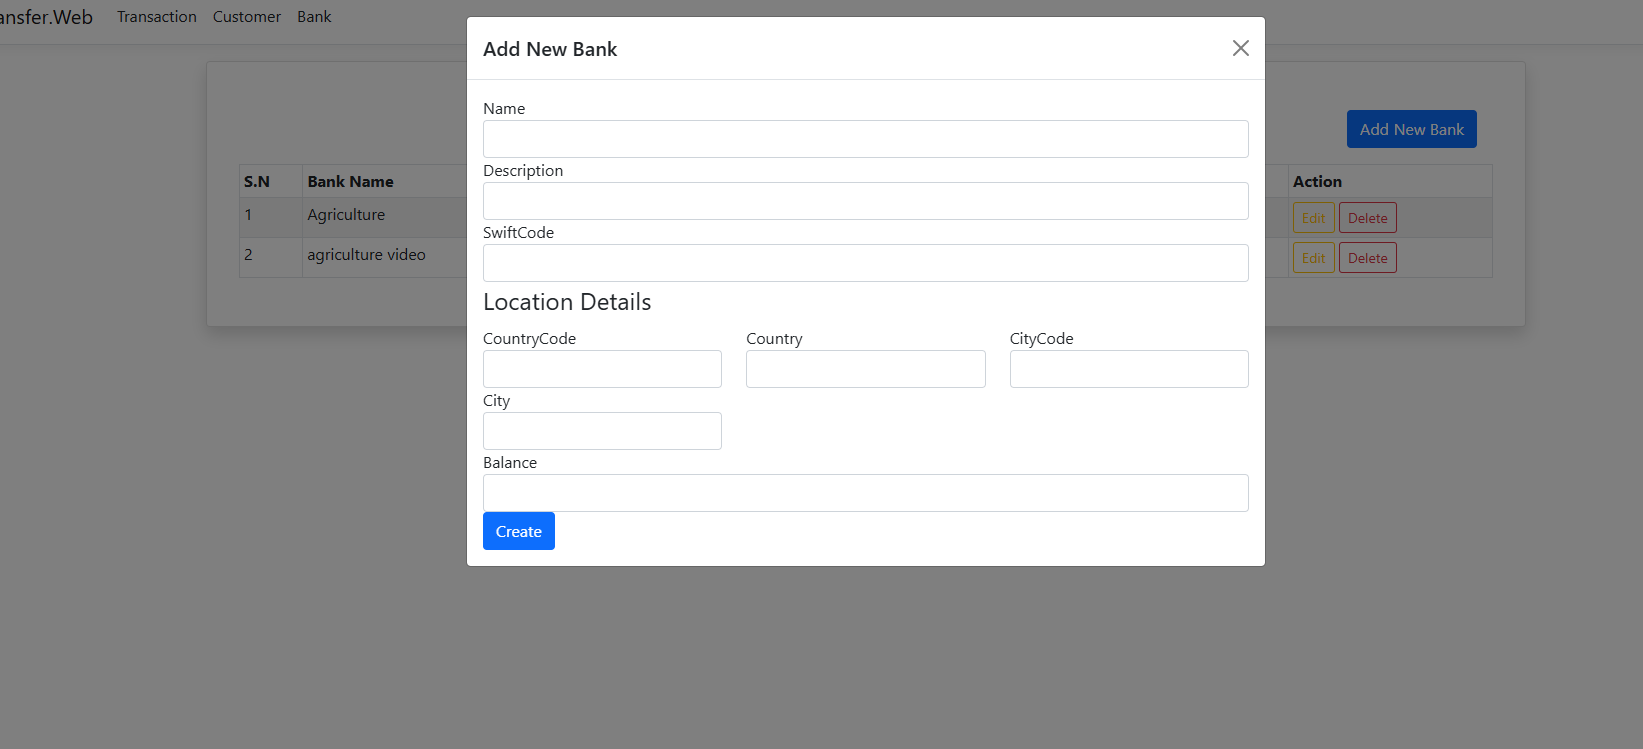 ansfer.Web Transaction Customer Bank
Add New Bank
Name
Description
SwiftCode
Location Details
CountryCode Country CityCode
City
Balance
Create
Add New Bank
S.N Bank Name Action
1 Agriculture Edit Delete
2 agriculture video Edit Delete